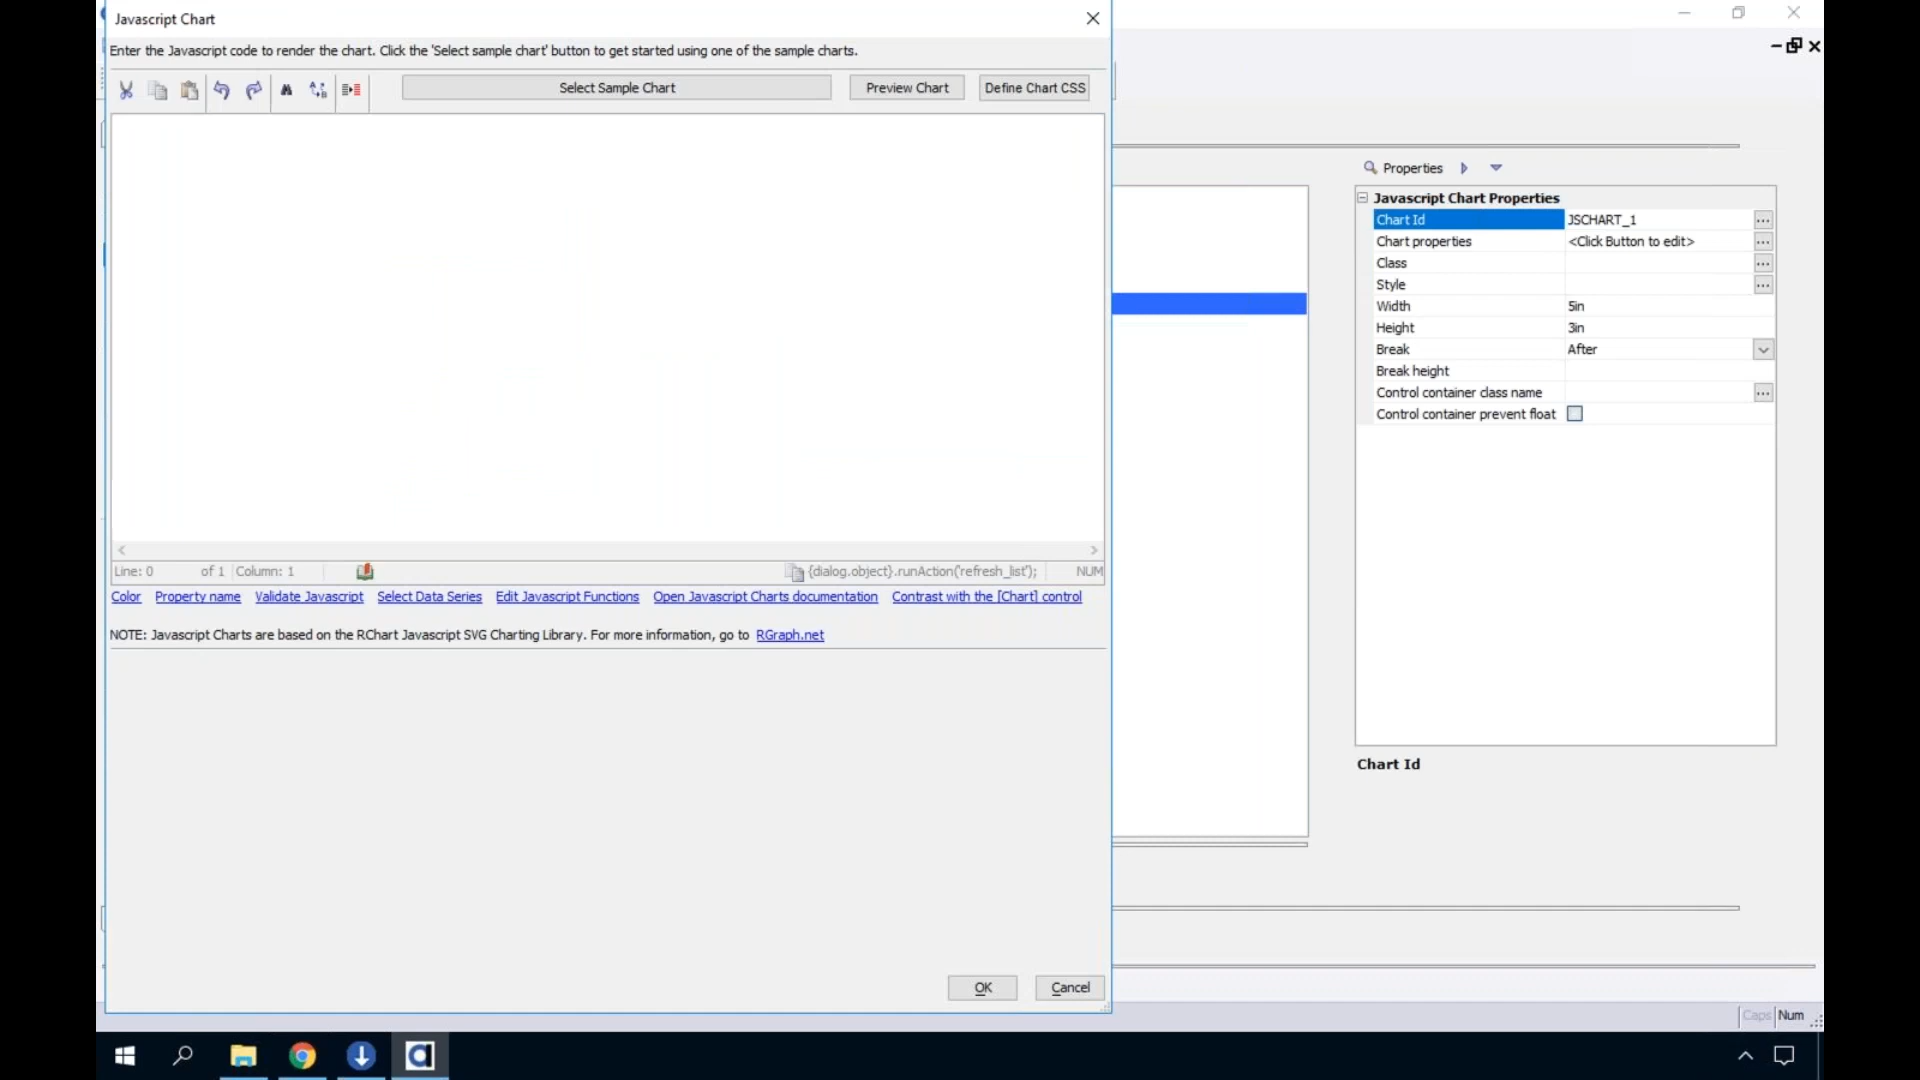 Javascript Chart
Enter the Javascript code to render the chart. Click the 'Select sample chart' button to get started using one of the sample charts.
Select Sample Chart
Preview Chart
Define Chart CSS
Line: 0 of 1 Column: 1
{dialog.object}.runAction('refresh_list');
NUM
Color Property name Validate Javascript Select Data Series Edit Javascript Functions Open Javascript Charts documentation Contrast with the [Chart] control
NOTE: Javascript Charts are based on the RChart Javascript SVG Charting Library. For more information, go to RGraph.net
OK
Cancel
Properties
Javascript Chart Properties
Chart Id JSCHART_1 ...
Chart properties <Click Button to edit> ...
Class ...
Style ...
Width 5in
Height 3in
Break After
Break height
Control container class name ...
Control container prevent float
Chart Id
Caps Num